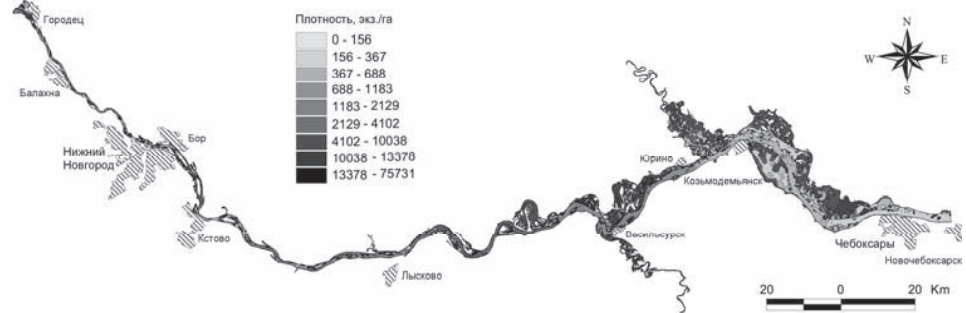 Городец
Балахна
Нижний
Новгород
Бор
Кстово
Лысково
Плотность, экз./га
0 - 156
156 - 367
367 - 688
688 - 1183
1183 - 2129
2129 - 4102
4102 - 10038
10038 - 13378
13378 - 75731
Юрино
Козьмодемьянск
Васильсурск
Чебоксары
Новочебоксарск
N
W
E
S
20 0 20 Km